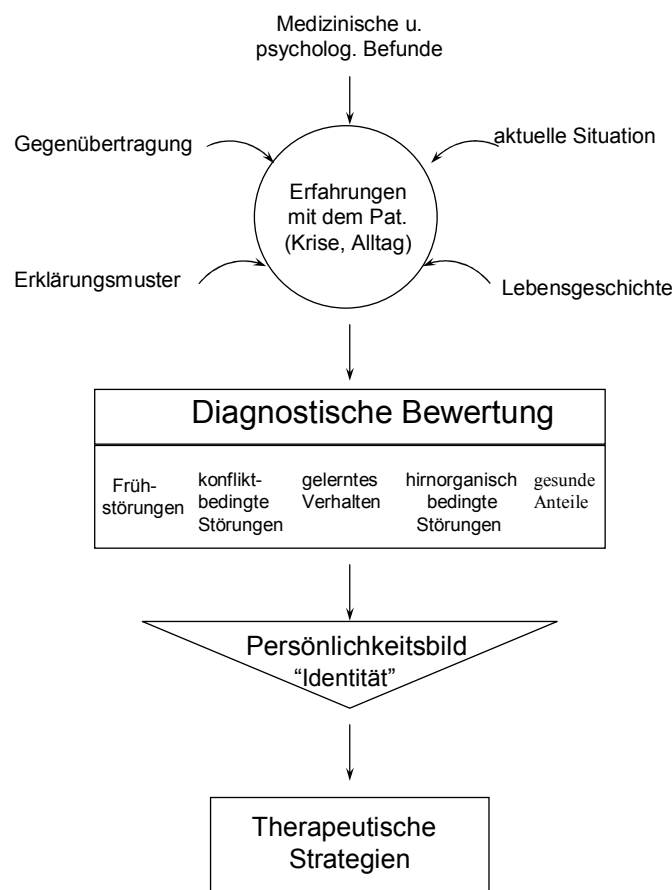 Medizinische u.
psycholog. Befunde
Gegenübertragung
aktuelle Situation
Erfahrungen
mit dem Pat.
(Krise, Alltag)
Erklärungsmuster
Lebensgeschichte
Diagnostische Bewertung
Früh-
störungen
konflikt-
bedingte
Störungen
gelerntes
Verhalten
hirnorganisch
bedingte
Störungen
gesunde
Anteile
Persönlichkeitsbild
“Identität”
Therapeutische
Strategien